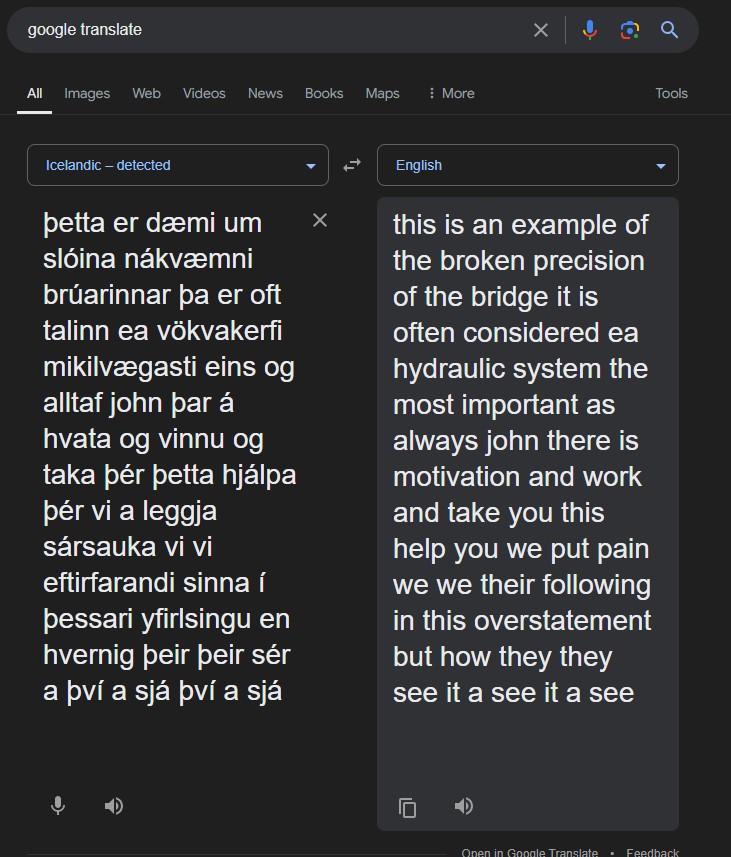 google translate
All Images Web Videos News Books Maps More Tools
Icelandic – detected
English
þetta er dæmi um
slóina nákvæmni
brúarinnar þa er oft
talinn ea vökvakerfi
mikilvægasti eins og
alltaf john þar á
hvata og vinnu og
taka þér þetta hjálpa
þér vi a leggja
sársauka vi vi
eftirfarandi sinna í
þessari yfirlsingu en
hvernig þeir þeir sér
a því a sjá því a sjá
this is an example of
the broken precision
of the bridge it is
often considered ea
hydraulic system the
most important as
always john there is
motivation and work
and take you this
help you we put pain
we we their following
in this overstatement
but how they they
see it a see it a see
Open in Google Translate • Feedback